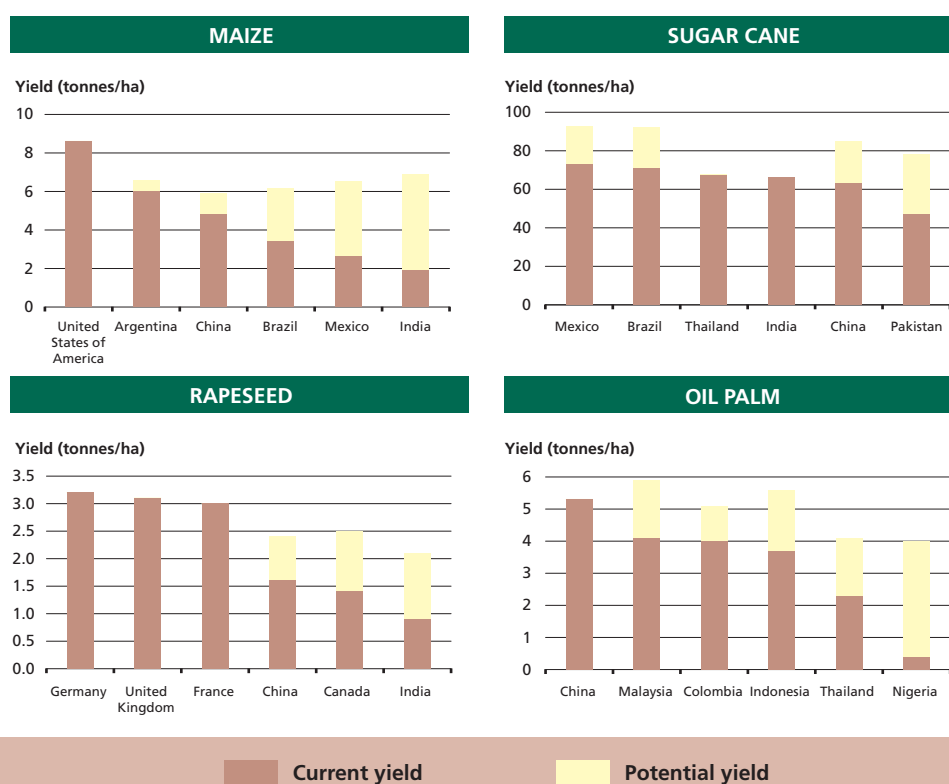 MAIZE
Yield (tonnes/ha)
10
8
6
4
2
0
United States of America
Argentina
China
Brazil
Mexico
India
SUGAR CANE
Yield (tonnes/ha)
100
80
60
40
20
0
Mexico
Brazil
Thailand
India
China
Pakistan
RAPESEED
Yield (tonnes/ha)
3.5
3.0
2.5
2.0
1.5
1.0
0.5
0.0
Germany
United Kingdom
France
China
Canada
India
OIL PALM
Yield (tonnes/ha)
6
5
4
3
2
1
0
China
Malaysia
Colombia
Indonesia
Thailand
Nigeria
Current yield
Potential yield